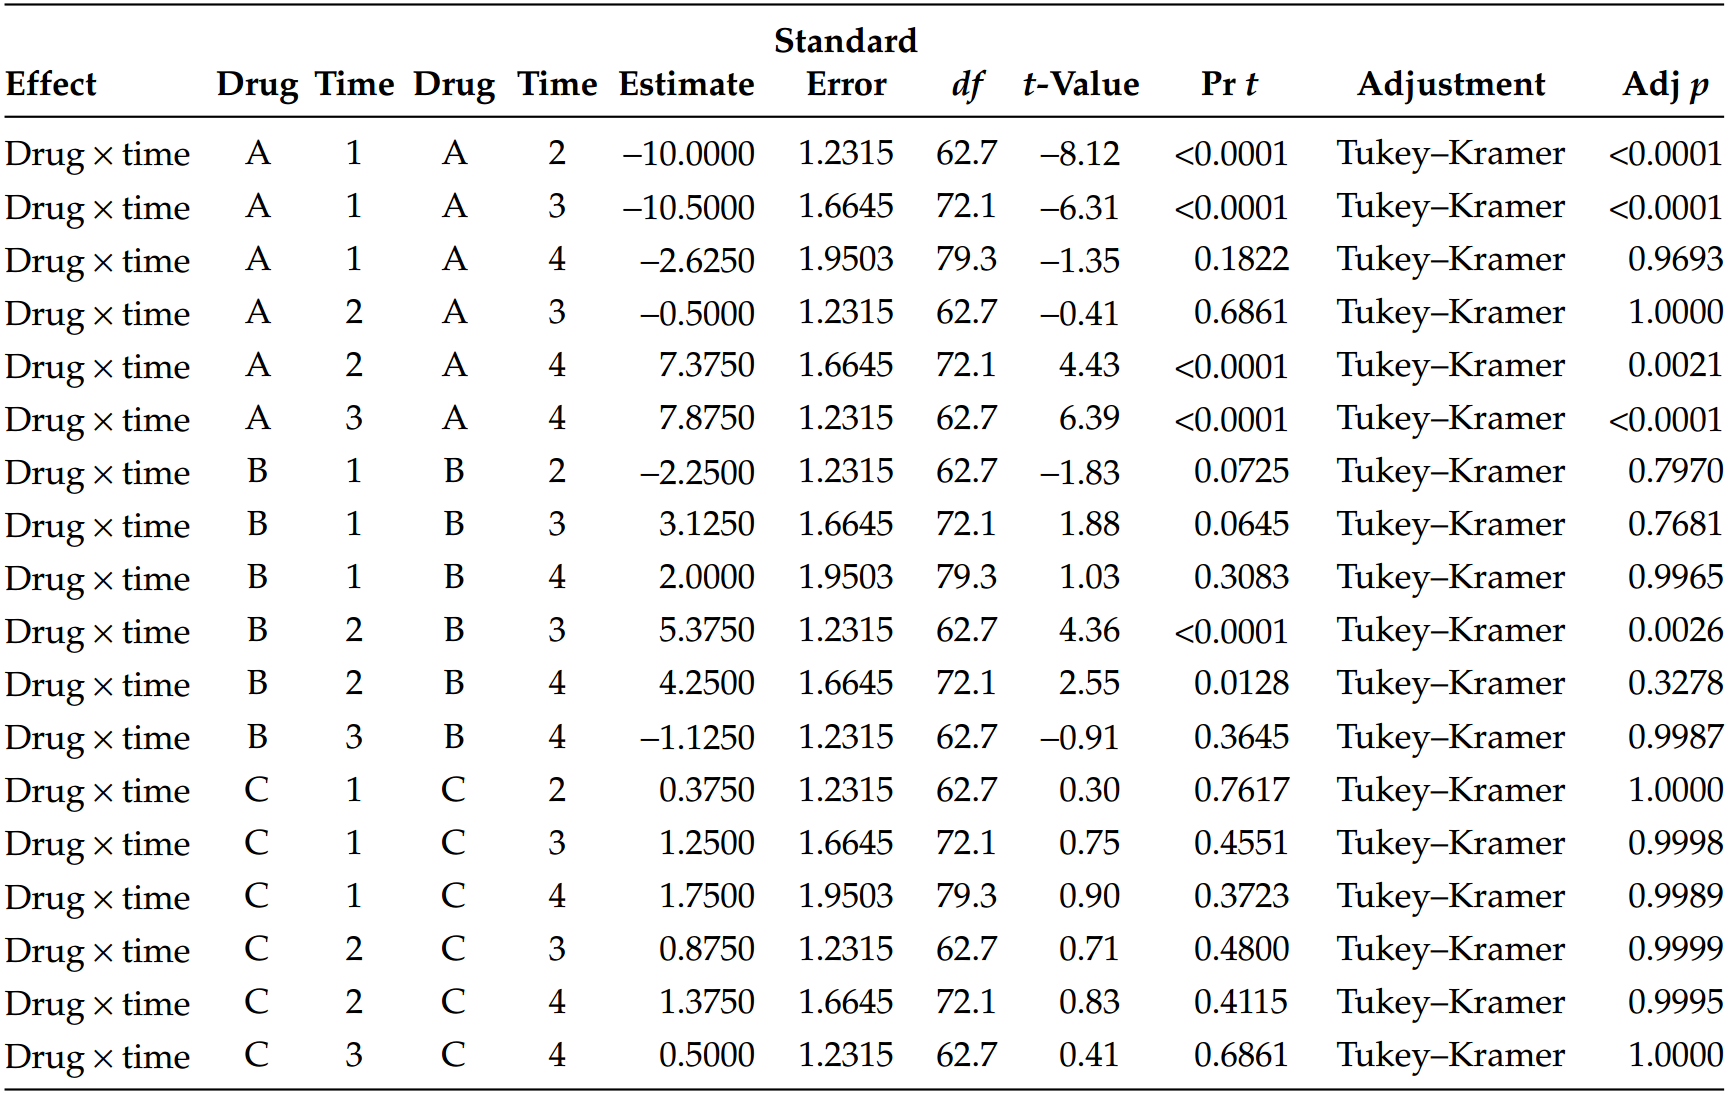 Standard
Effect Drug Time Drug Time Estimate Error df t-Value Pr t Adjustment Adj p
Drug × time A 1 A 2 –10.0000 1.2315 62.7 –8.12 <0.0001 Tukey–Kramer <0.0001
Drug × time A 1 A 3 –10.5000 1.6645 72.1 –6.31 <0.0001 Tukey–Kramer <0.0001
Drug × time A 1 A 4 –2.6250 1.9503 79.3 –1.35 0.1822 Tukey–Kramer 0.9693
Drug × time A 2 A 3 –0.5000 1.2315 62.7 –0.41 0.6861 Tukey–Kramer 1.0000
Drug × time A 2 A 4 7.3750 1.6645 72.1 4.43 <0.0001 Tukey–Kramer 0.0021
Drug × time A 3 A 4 7.8750 1.2315 62.7 6.39 <0.0001 Tukey–Kramer <0.0001
Drug × time B 1 B 2 –2.2500 1.2315 62.7 –1.83 0.0725 Tukey–Kramer 0.7970
Drug × time B 1 B 3 3.1250 1.6645 72.1 1.88 0.0645 Tukey–Kramer 0.7681
Drug × time B 1 B 4 2.0000 1.9503 79.3 1.03 0.3083 Tukey–Kramer 0.9965
Drug × time B 2 B 3 5.3750 1.2315 62.7 4.36 <0.0001 Tukey–Kramer 0.0026
Drug × time B 2 B 4 4.2500 1.6645 72.1 2.55 0.0128 Tukey–Kramer 0.3278
Drug × time B 3 B 4 –1.1250 1.2315 62.7 –0.91 0.3645 Tukey–Kramer 0.9987
Drug × time C 1 C 2 0.3750 1.2315 62.7 0.30 0.7617 Tukey–Kramer 1.0000
Drug × time C 1 C 3 1.2500 1.6645 72.1 0.75 0.4551 Tukey–Kramer 0.9998
Drug × time C 1 C 4 1.7500 1.9503 79.3 0.90 0.3723 Tukey–Kramer 0.9989
Drug × time C 2 C 3 0.8750 1.2315 62.7 0.71 0.4800 Tukey–Kramer 0.9999
Drug × time C 2 C 4 1.3750 1.6645 72.1 0.83 0.4115 Tukey–Kramer 0.9995
Drug × time C 3 C 4 0.5000 1.2315 62.7 0.41 0.6861 Tukey–Kramer 1.0000